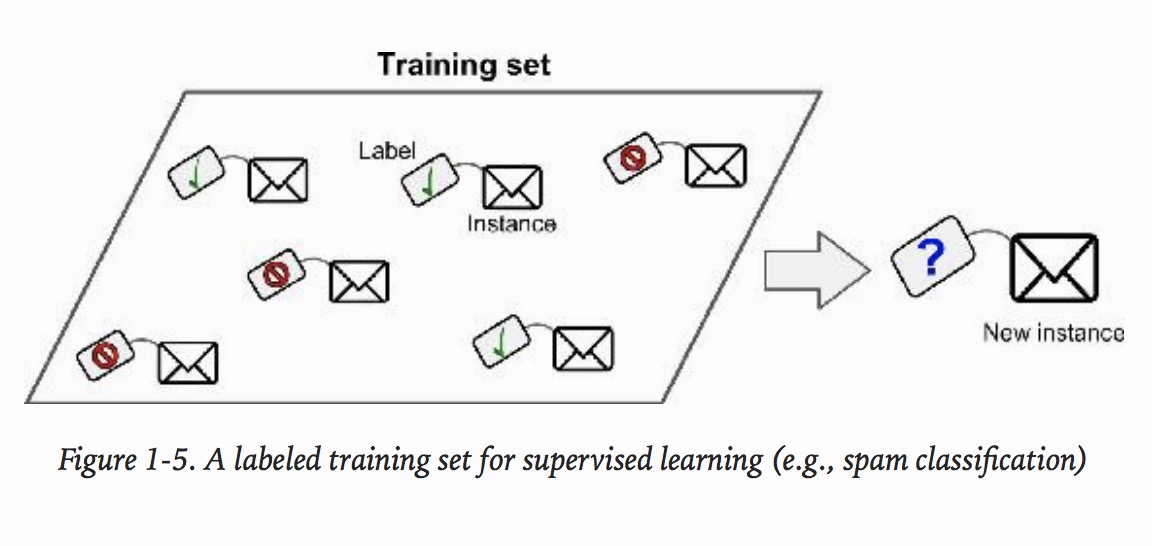 Training set
Label
Instance
?
New instance
Figure 1-5. A labeled training set for supervised learning (e.g., spam classification)